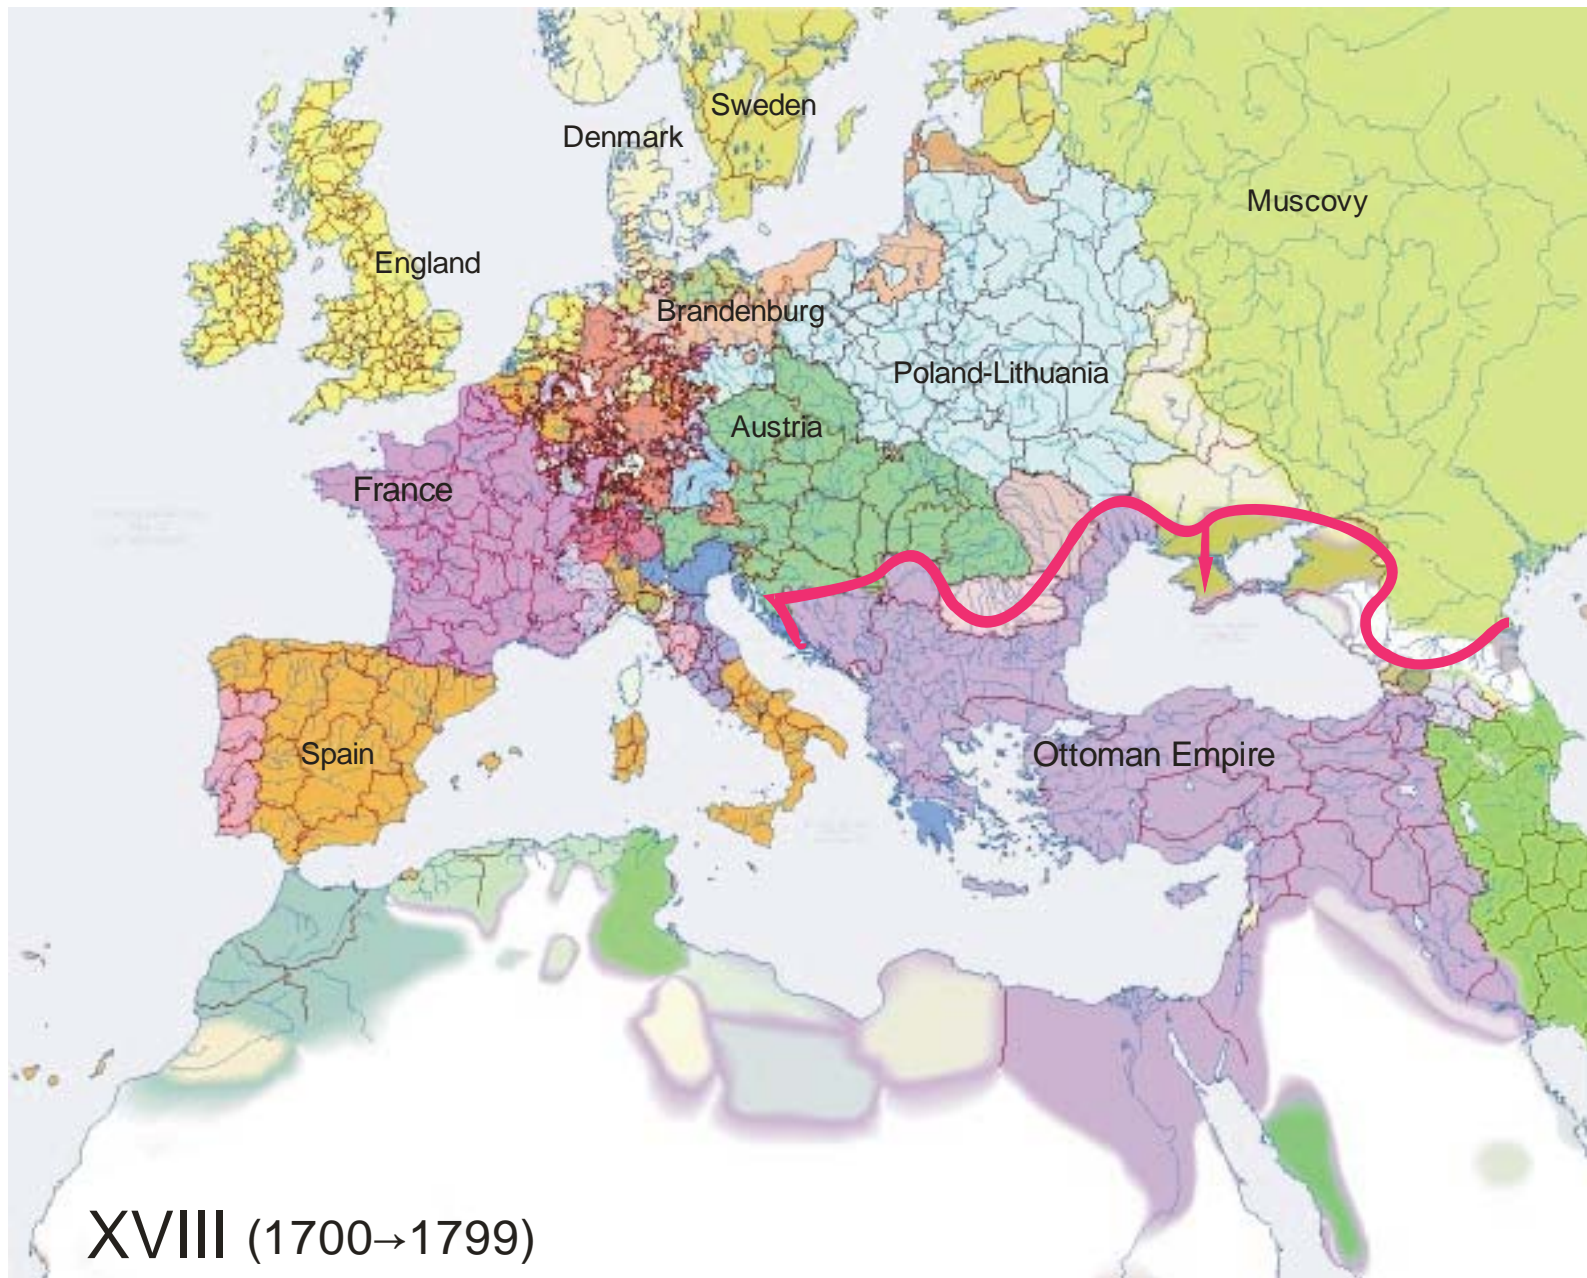 Sweden
Denmark
Muscovy
England
Brandenburg
Poland-Lithuania
Austria
France
Spain
Ottoman Empire
XVIII (1700→1799)